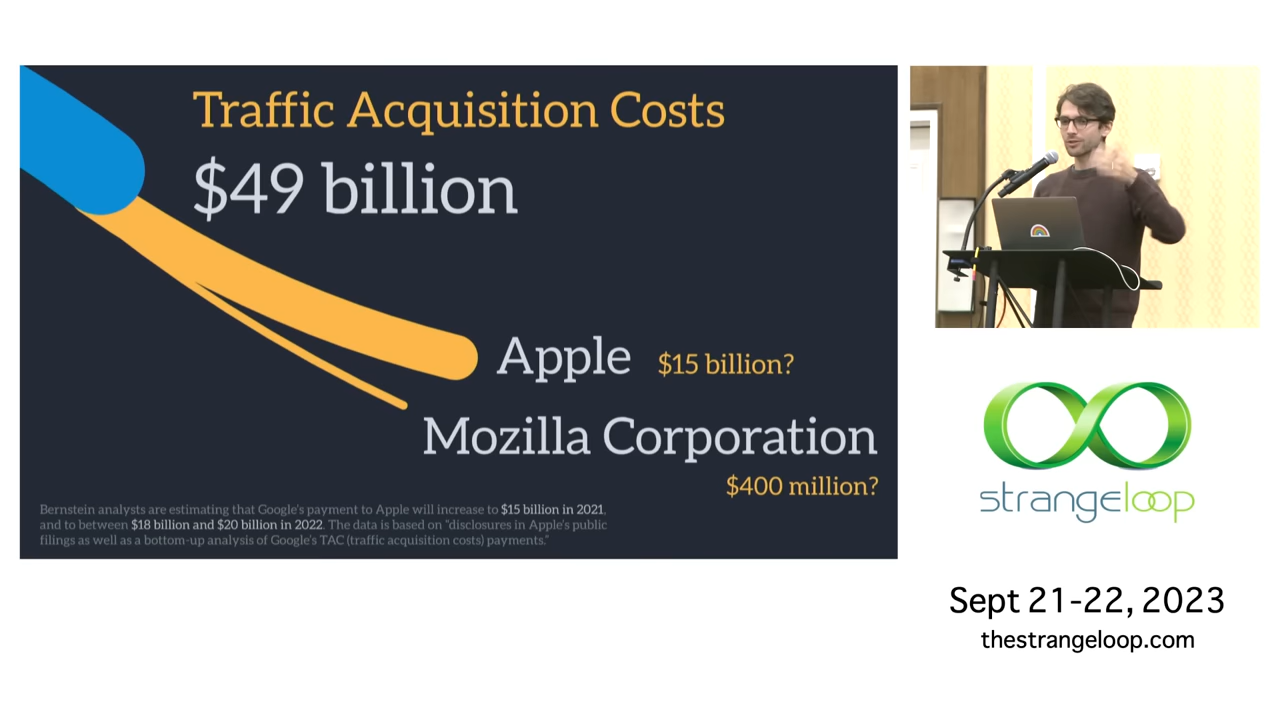 Traffic Acquisition Costs
$49 billion
Apple $15 billion?
Mozilla Corporation
$400 million?
Bernstein analysts are estimating that Google's payment to Apple will increase to $15 billion in 2021,
and to between $18 billion and $20 billion in 2022. The data is based on "disclosures in Apple's public
filings as well as a bottom-up analysis of Google's TAC (traffic acquisition costs) payments."
strangeloop
Sept 21-22, 2023
thestrangeloop.com